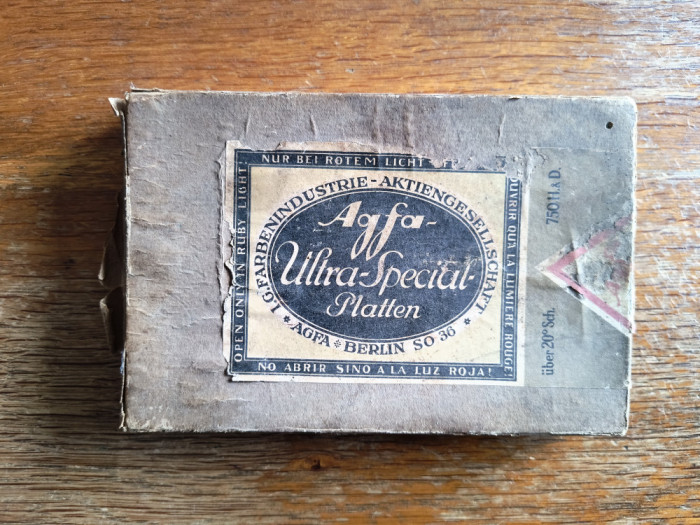 NUR BEI ROTEM LICHT
OPEN ONLY IN RUBY LIGHT!
I.G. FARBENINDUSTRIE-AKTIENGESELLSCHAFT
Agfa-
Ultra-Special-
Platten
* AGFA * BERLIN SO 36 *
OUVRIR QU'A LA LUMIERE ROUGE!
NO ABRIR SINO A LA LUZ ROJA!
750 H. & D.
über 20° Sch.